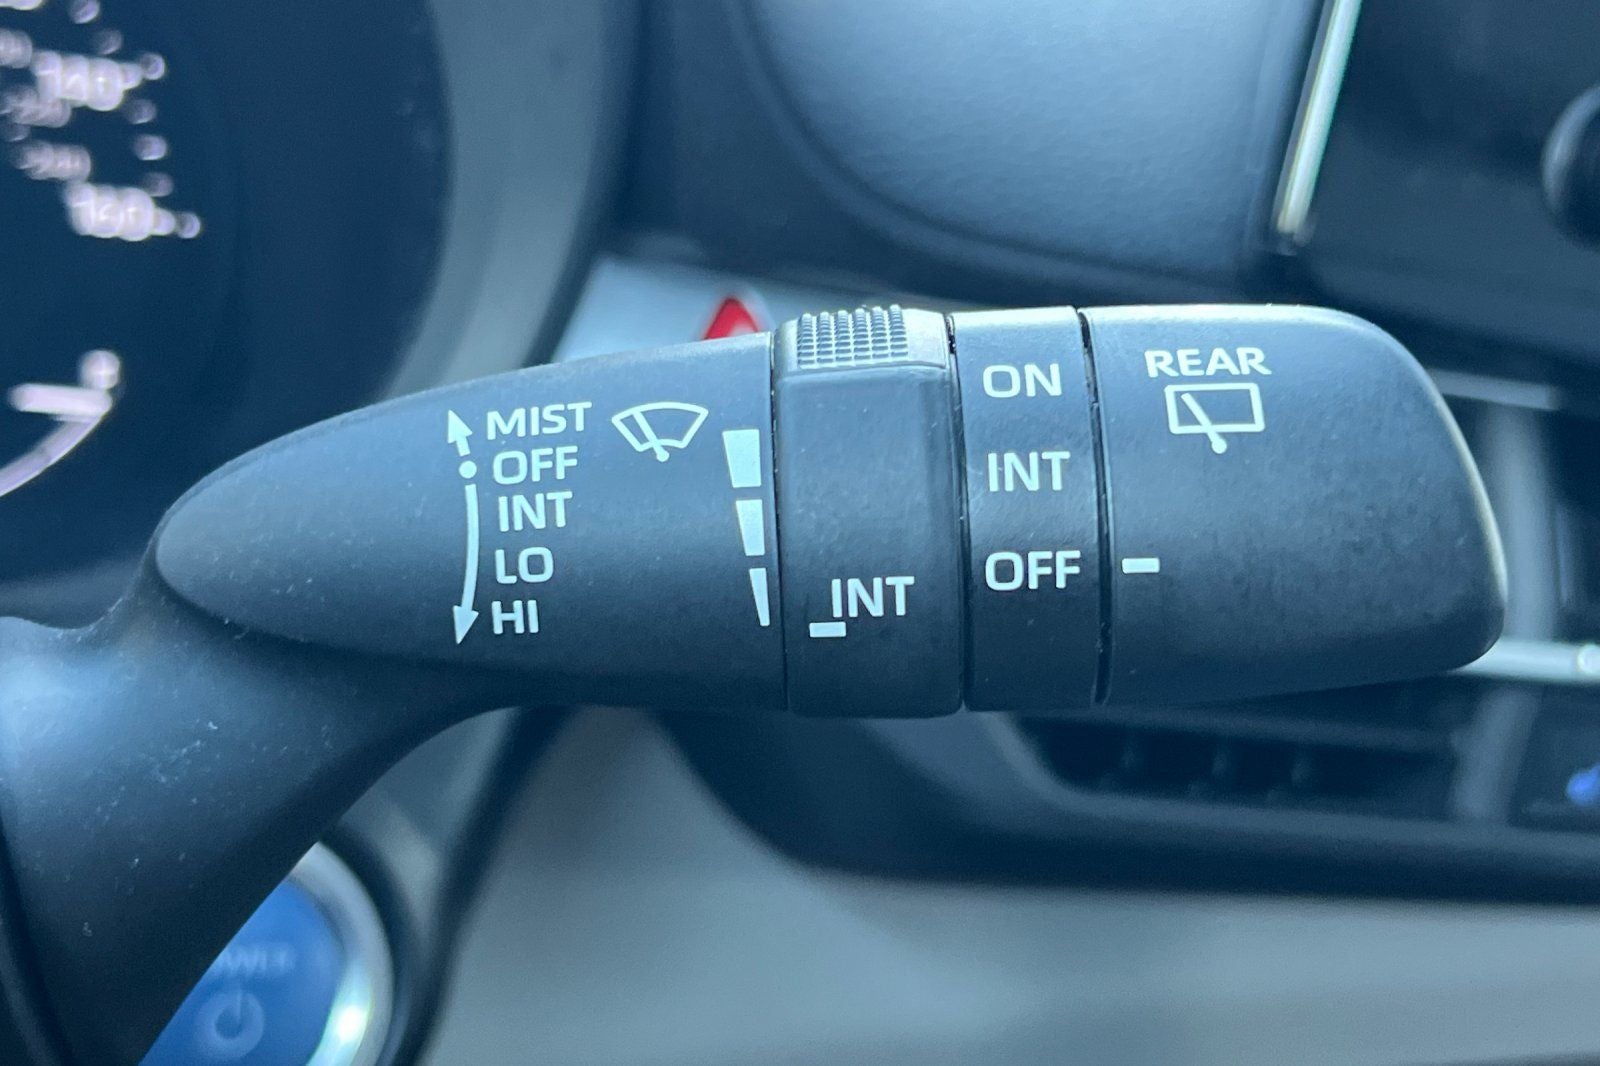 MIST
OFF
INT
LO
HI
INT
ON
INT
OFF
REAR